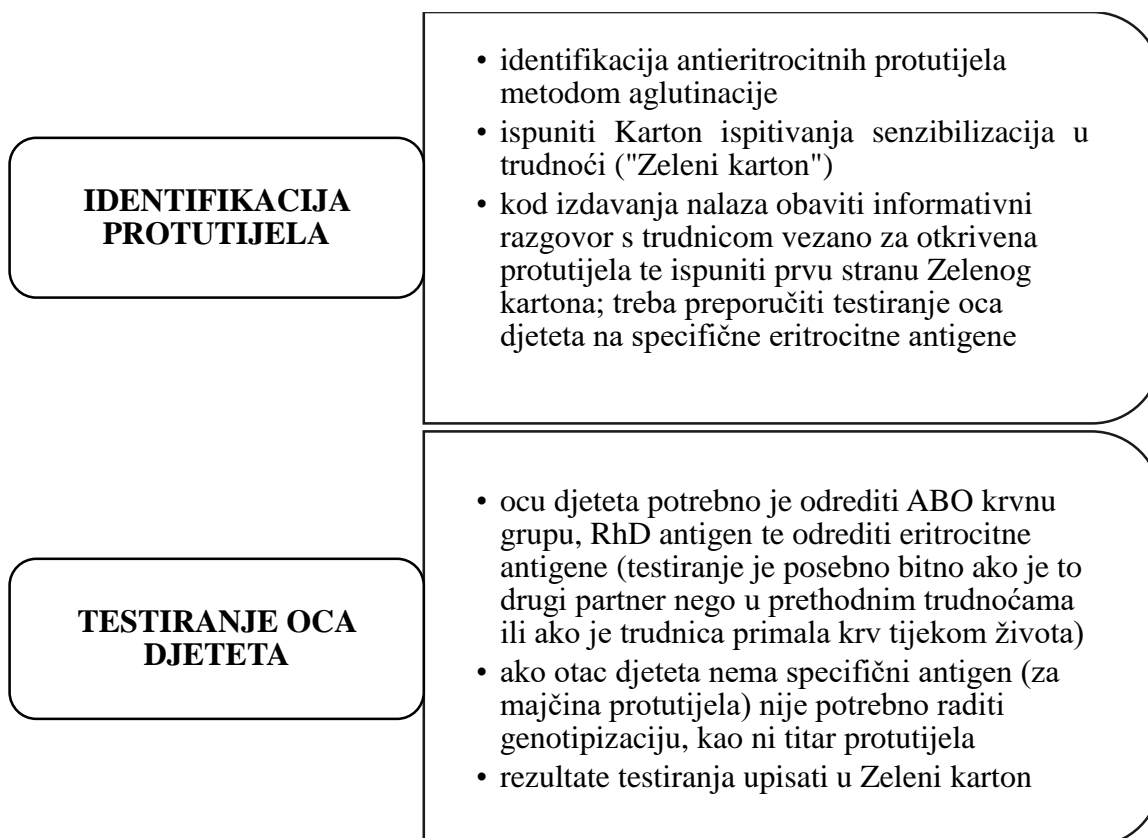 IDENTIFIKACIJA
PROTUTIJELA
• identifikacija antieritrocitnih protutijela
metodom aglutinacije
• ispuniti Karton ispitivanja senzibilizacija u
trudnoći ("Zeleni karton")
• kod izdavanja nalaza obaviti informativni
razgovor s trudnicom vezano za otkrivena
protutijela te ispuniti prvu stranu Zelenog
kartona; treba preporučiti testiranje oca
djeteta na specifične eritrocitne antigene
TESTIRANJE OCA
DJETETA
• ocu djeteta potrebno je odrediti ABO krvnu
grupu, RhD antigen te odrediti eritrocitne
antigene (testiranje je posebno bitno ako je to
drugi partner nego u prethodnim trudnoćama
ili ako je trudnica primala krv tijekom života)
• ako otac djeteta nema specifični antigen (za
majčina protutijela) nije potrebno raditi
genotipizaciju, kao ni titar protutijela
• rezultate testiranja upisati u Zeleni karton